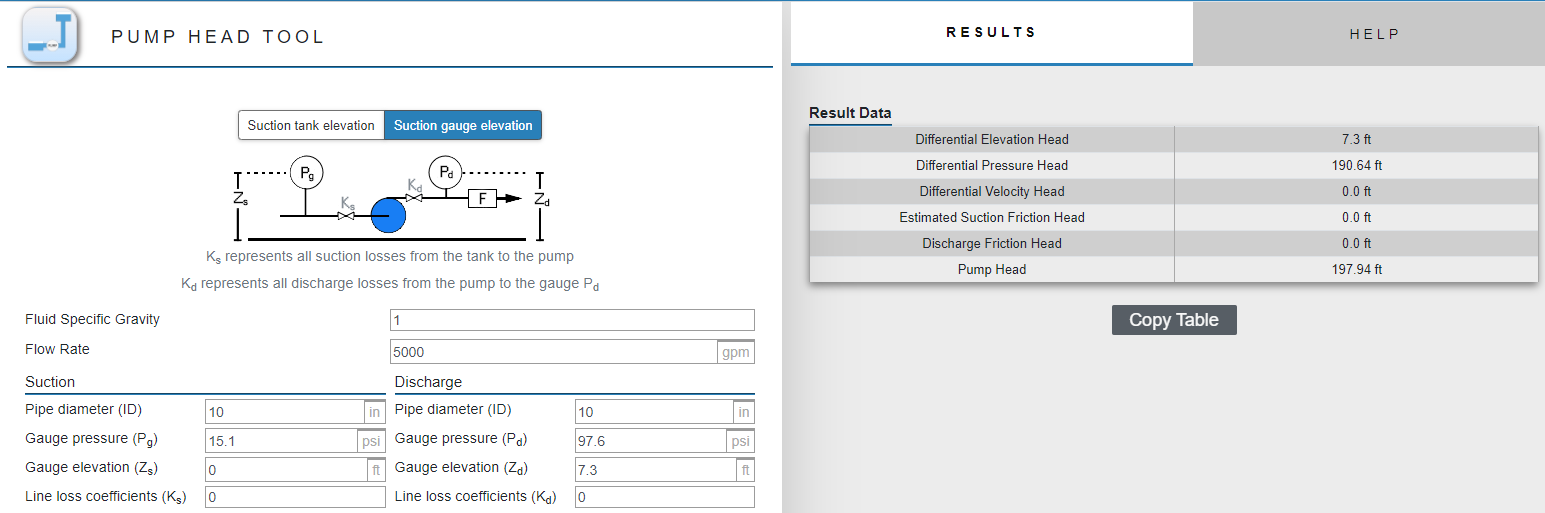 PUMP HEAD TOOL
RESULTS
HELP
Suction tank elevation
Suction gauge elevation
Pg
Pd
Kd
Zs
Ks
F
Zd
Ks represents all suction losses from the tank to the pump
Kd represents all discharge losses from the pump to the gauge Pd
Fluid Specific Gravity 1
Flow Rate 5000 gpm
Suction
Discharge
Pipe diameter (ID) 10 in
Pipe diameter (ID) 10 in
Gauge pressure (Pg) 15.1 psi
Gauge pressure (Pd) 97.6 psi
Gauge elevation (Zs) 0 ft
Gauge elevation (Zd) 7.3 ft
Line loss coefficients (Ks) 0
Line loss coefficients (Kd) 0
Result Data
Differential Elevation Head 7.3 ft
Differential Pressure Head 190.64 ft
Differential Velocity Head 0.0 ft
Estimated Suction Friction Head 0.0 ft
Discharge Friction Head 0.0 ft
Pump Head 197.94 ft
Copy Table